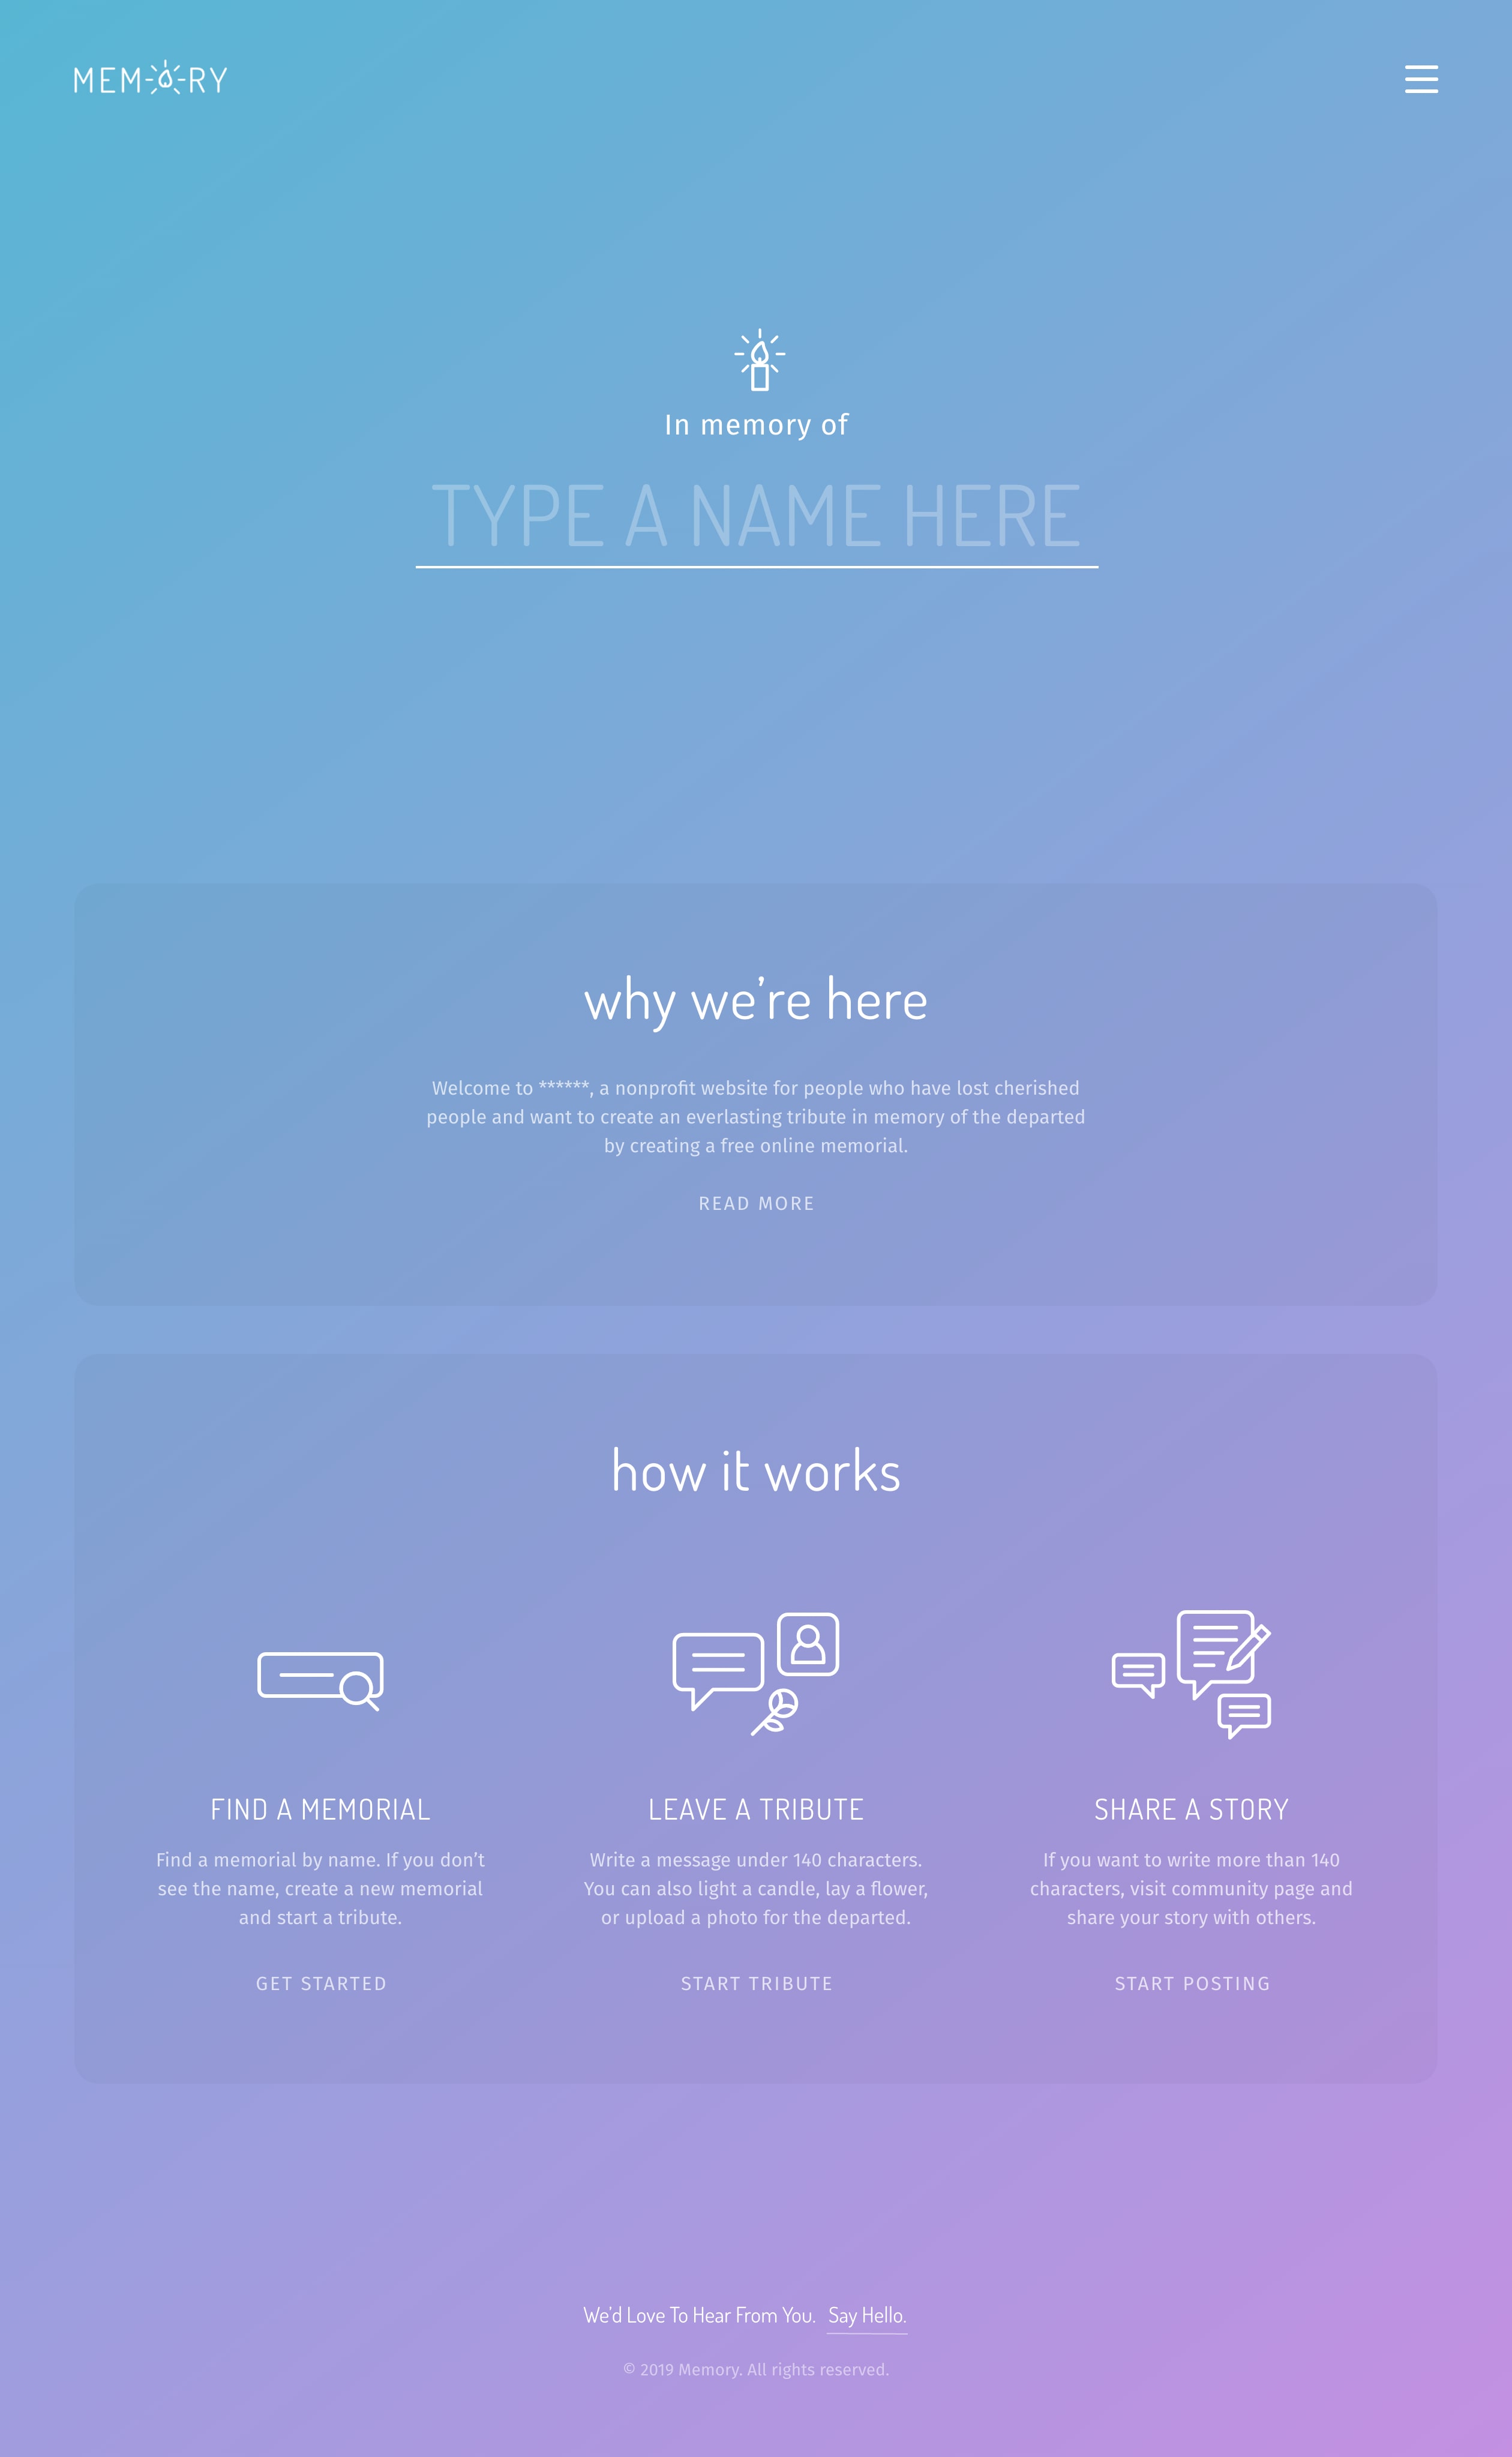 MEMORY
In memory of
TYPE A NAME HERE
why we’re here
Welcome to ******, a nonprofit website for people who have lost cherished
people and want to create an everlasting tribute in memory of the departed
by creating a free online memorial.
READ MORE
how it works
FIND A MEMORIAL
Find a memorial by name. If you don’t
see the name, create a new memorial
and start a tribute.
GET STARTED
LEAVE A TRIBUTE
Write a message under 140 characters.
You can also light a candle, lay a flower,
or upload a photo for the departed.
START TRIBUTE
SHARE A STORY
If you want to write more than 140
characters, visit community page and
share your story with others.
START POSTING
We’d Love To Hear From You. Say Hello.
© 2019 Memory. All rights reserved.